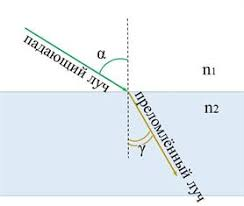 α
падающий луч
n₁
n₂
преломлённый луч
γ